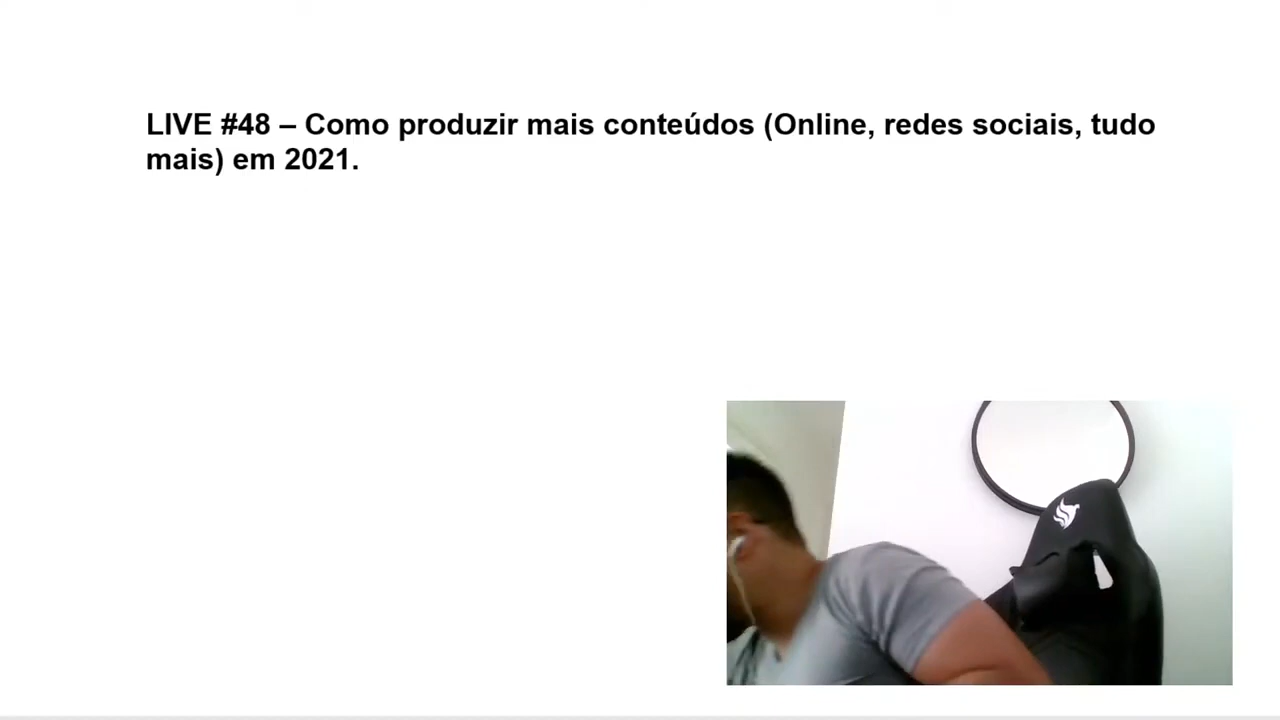 LIVE #48 – Como produzir mais conteúdos (Online, redes sociais, tudo
mais) em 2021.